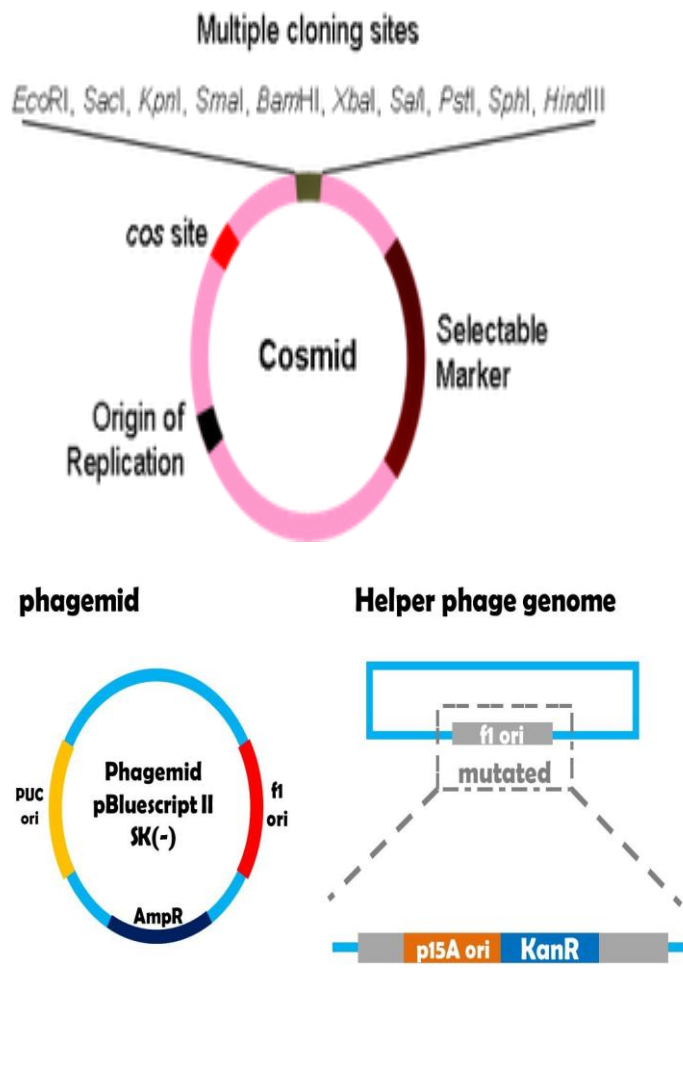 Multiple cloning sites
EcoRI, SacI, KpnI, SmaI, BamHI, XbaI, SalI, PstI, SphI, HindIII
cos site
Cosmid
Selectable
Marker
Origin of
Replication
phagemid
Helper phage genome
Phagemid
pBluescript II
SK(-)
PUC
ori
f1
ori
AmpR
f1 ori
mutated
p15A ori
KanR